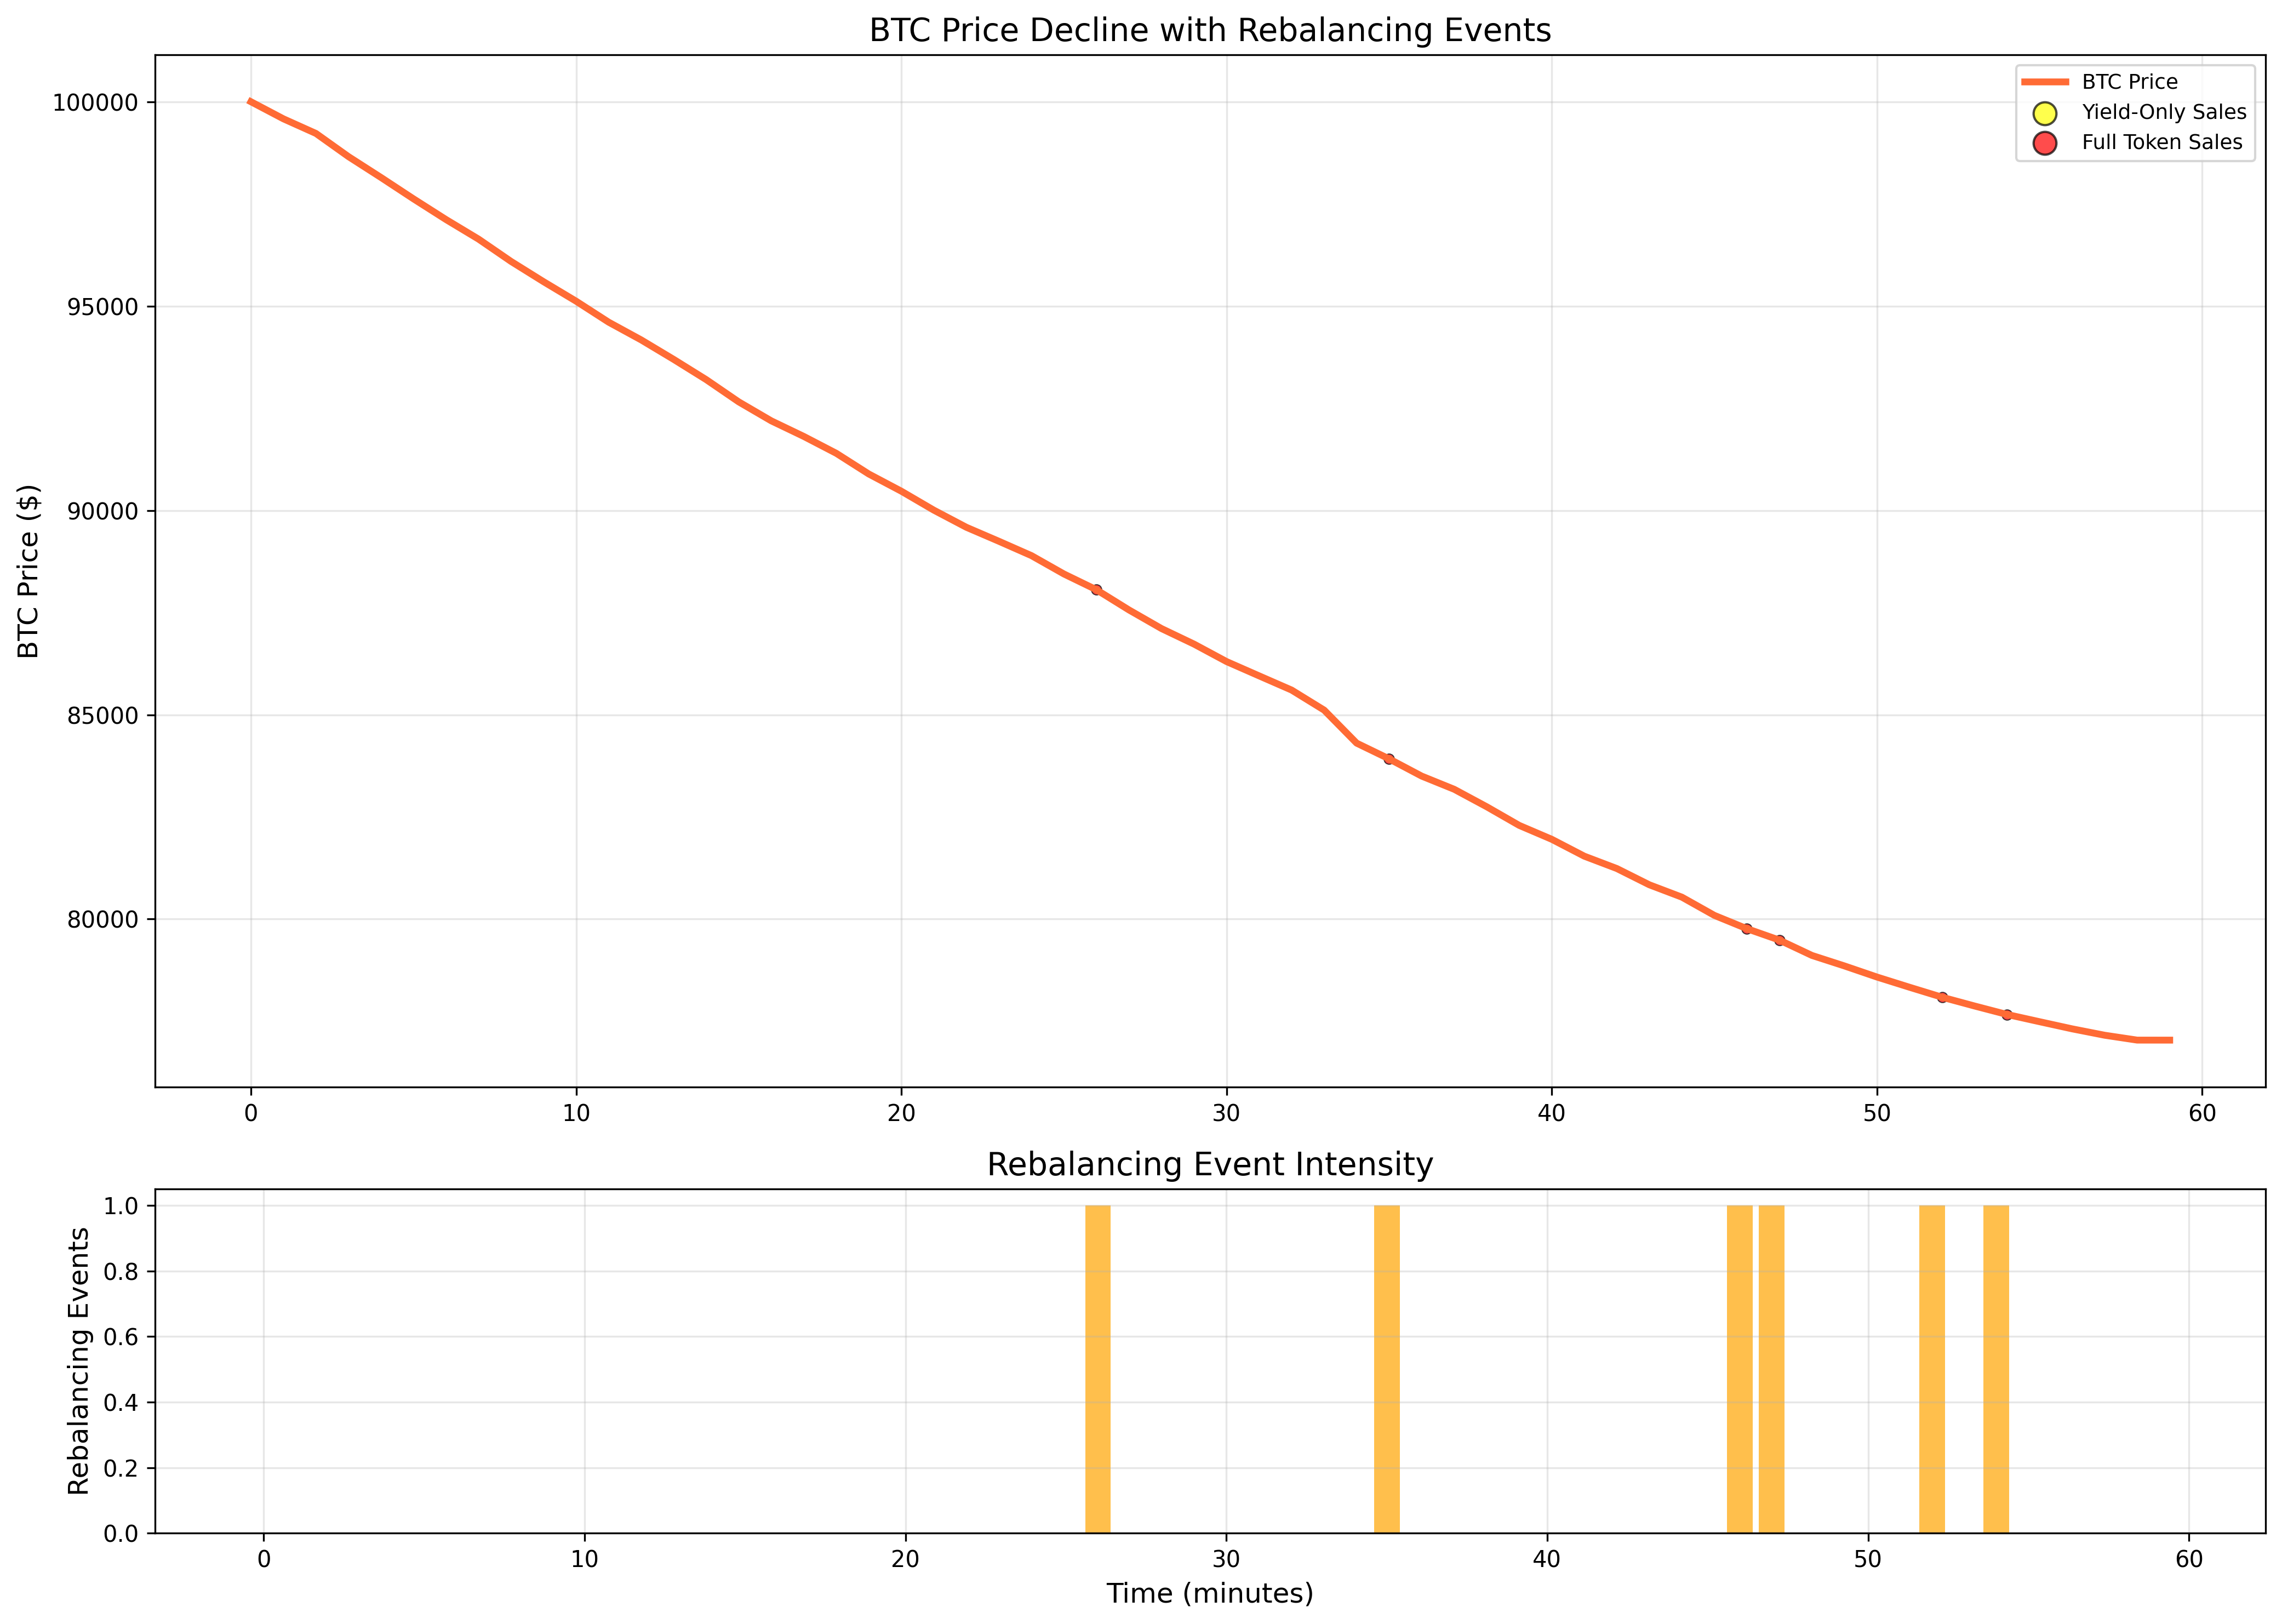 BTC Price Decline with Rebalancing Events
BTC Price
Yield-Only Sales
Full Token Sales
BTC Price ($)
100000
95000
90000
85000
80000
0 10 20 30 40 50 60
Rebalancing Event Intensity
Rebalancing Events
1.0
0.8
0.6
0.4
0.2
0.0
0 10 20 30 40 50 60
Time (minutes)